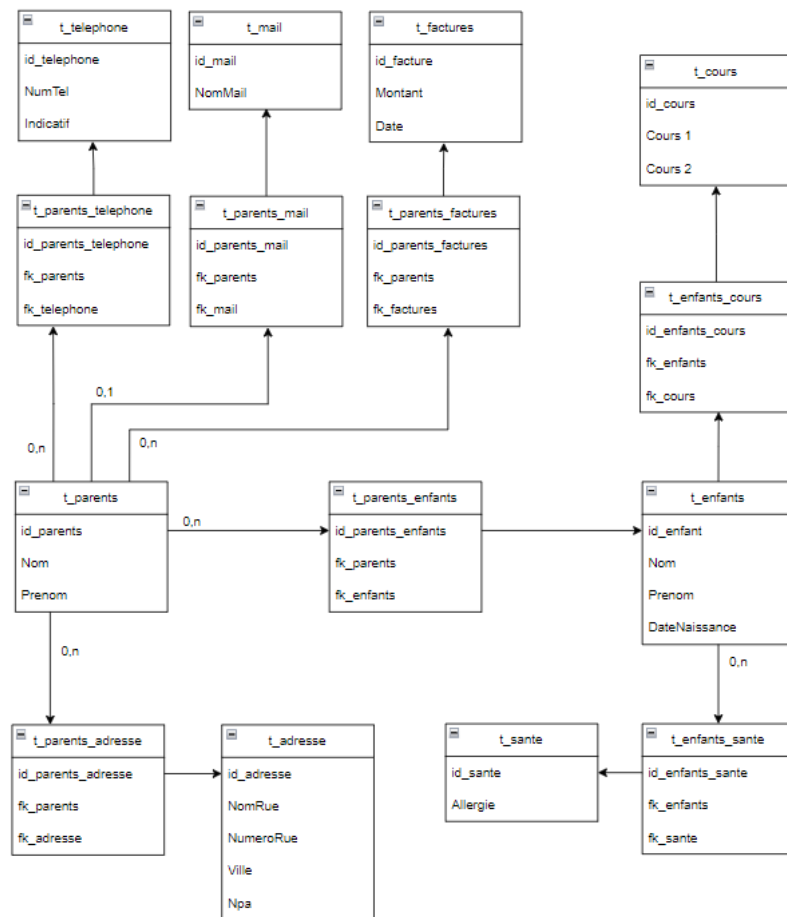 t_telephone
id_telephone
NumTel
Indicatif
t_mail
id_mail
NomMail
t_factures
id_facture
Montant
Date
t_cours
id_cours
Cours 1
Cours 2
t_parents_telephone
id_parents_telephone
fk_parents
fk_telephone
t_parents_mail
id_parents_mail
fk_parents
fk_mail
t_parents_factures
id_parents_factures
fk_parents
fk_factures
t_enfants_cours
id_enfants_cours
fk_enfants
fk_cours
0,n
0,1
0,n
t_parents
id_parents
Nom
Prenom
0,n
t_parents_enfants
id_parents_enfants
fk_parents
fk_enfants
t_enfants
id_enfant
Nom
Prenom
DateNaissance
0,n
0,n
t_parents_adresse
id_parents_adresse
fk_parents
fk_adresse
t_adresse
id_adresse
NomRue
NumeroRue
Ville
Npa
t_sante
id_sante
Allergie
t_enfants_sante
id_enfants_sante
fk_enfants
fk_sante